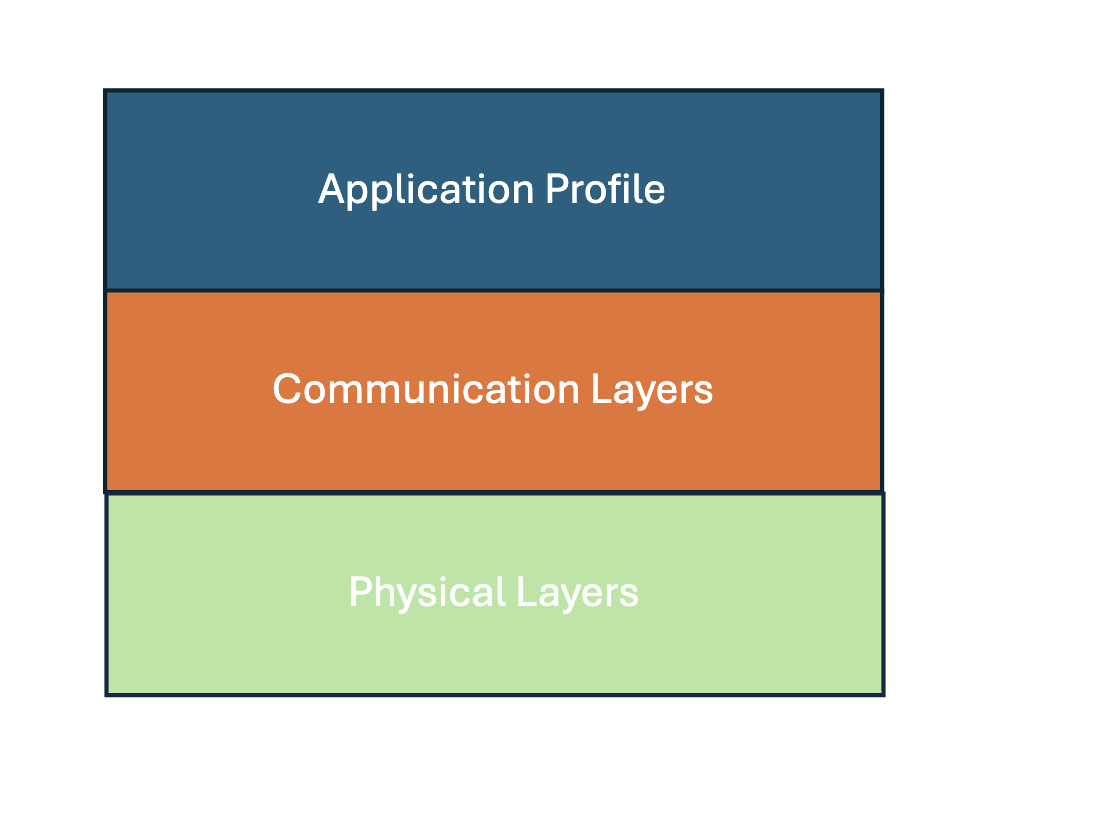 Application Profile
Communication Layers
Physical Layers